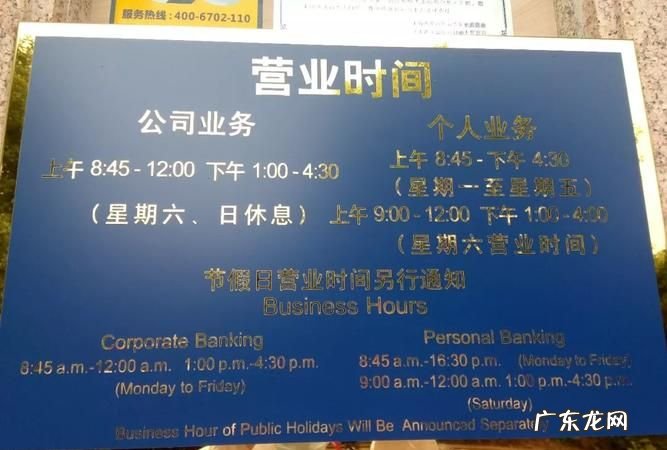 服务热线:400-6702-110
营业时间
公司业务
个人业务
上午 8:45 - 12:00 下午 1:00 - 4:30
上午 8:45 - 下午 4:30
(星期一至星期五)
(星期六、日休息)
上午 9:00 - 12:00 下午 1:00 - 4:00
(星期六营业时间)
节假日营业时间另行通知
Business Hours
Corporate Banking
8:45 a.m.-12:00 a.m. 1:00 p.m.-4:30 p.m.
(Monday to Friday)
Personal Banking
8:45 a.m.-16:30 p.m. (Monday to Friday)
9:00 a.m.-12:00 a.m. 1:00 p.m.-4:30 p.m.
(Saturday)
Business Hour of Public Holidays Will Be Announced Separately
广东龙网